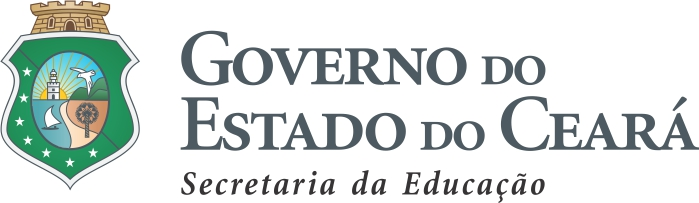 GOVERNO DO
ESTADO DO CEARÁ
Secretaria da Educação